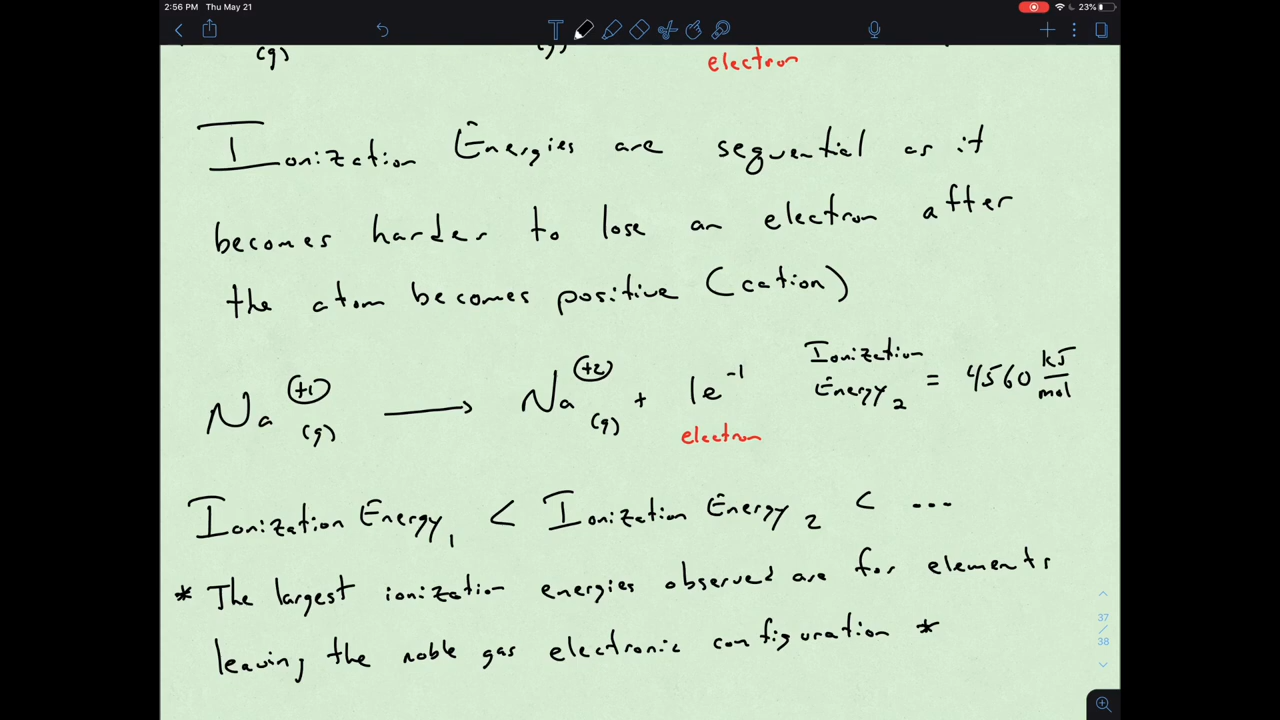 2:56 PM Thu May 21
23%
(g) (g) electron
Ionization Energies are sequential as it
becomes harder to lose an electron after
the atom becomes positive (cation)
Na +1 (g) → Na +2 (g) + 1e -1 Ionization Energy 2 = 4560 kJ/mol
electron
Ionization Energy 1 < Ionization Energy 2 < ...
* The largest ionization energies observed are for elements
leaving the noble gas electronic configuration *
37
/
38